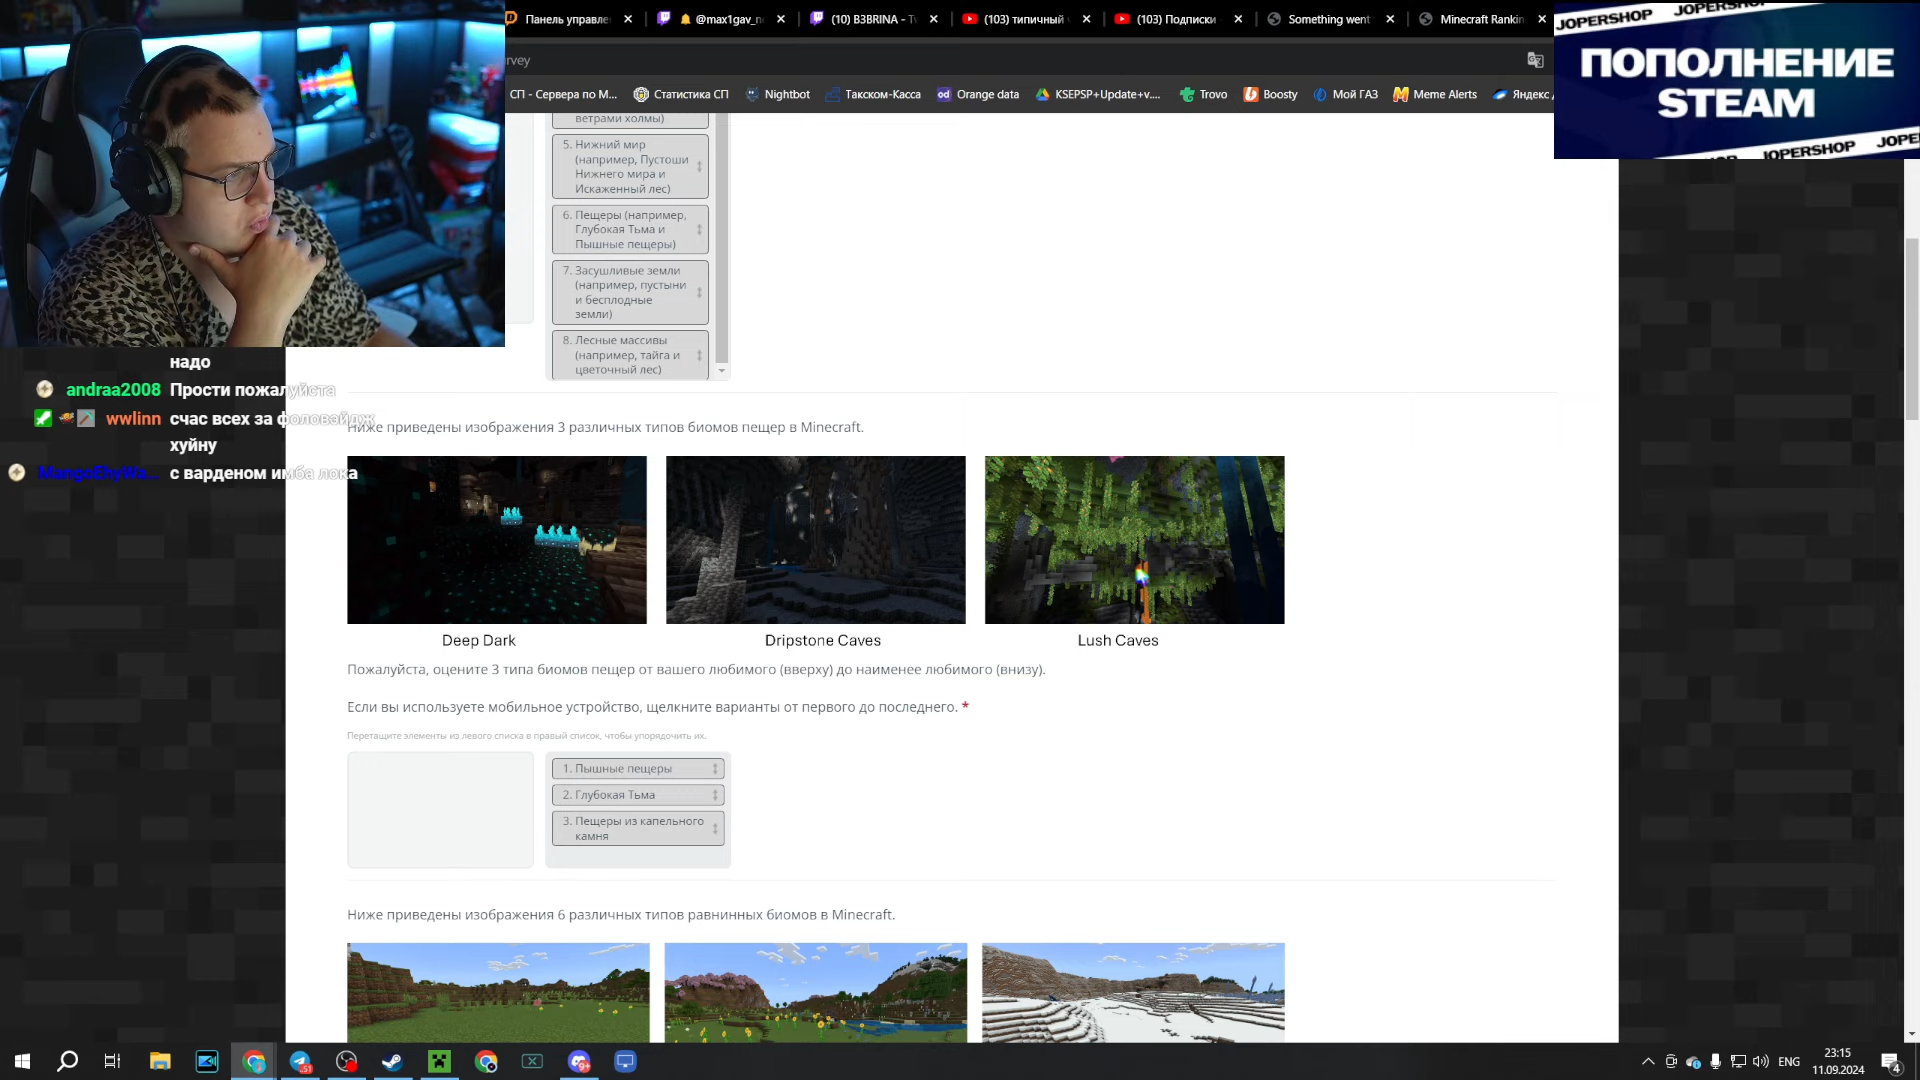 Панель управле
@max1gav_n
(10) B3BRINA - Tw
(103) типичный
(103) Подписки
Something went
Minecraft Rankin
rvey
СП - Сервера по М...
Статистика СП
Nightbot
Такском-Касса
Orange data
KSEPSP+Update+v....
Trovo
Boosty
Мой ГАЗ
Meme Alerts
Яндекс
JOPERSHOP
ПОПОЛНЕНИЕ
STEAM
JOPERSHOP
ветрами холмы)
5. Нижний мир
(например, Пустоши
Нижнего мира и
Искаженный лес)
6. Пещеры (например,
Глубокая Тьма и
Пышные пещеры)
7. Засушливые земли
(например, пустыни
и бесплодные
земли)
8. Лесные массивы
(например, тайга и
цветочный лес)
надо
andraa2008 Прости пожалуйста
wwlinn счас всех за фоловэйдж
хуйну
MangoEhyWa... с варденом имба лока
Ниже приведены изображения 3 различных типов биомов пещер в Minecraft.
Deep Dark
Dripstone Caves
Lush Caves
Пожалуйста, оцените 3 типа биомов пещер от вашего любимого (вверху) до наименее любимого (внизу).
Если вы используете мобильное устройство, щелкните варианты от первого до последнего. *
Перетащите элементы из левого списка в правый список, чтобы упорядочить их.
1. Пышные пещеры
2. Глубокая Тьма
3. Пещеры из капельного
камня
Ниже приведены изображения 6 различных типов равнинных биомов в Minecraft.
ENG
23:15
11.09.2024
4